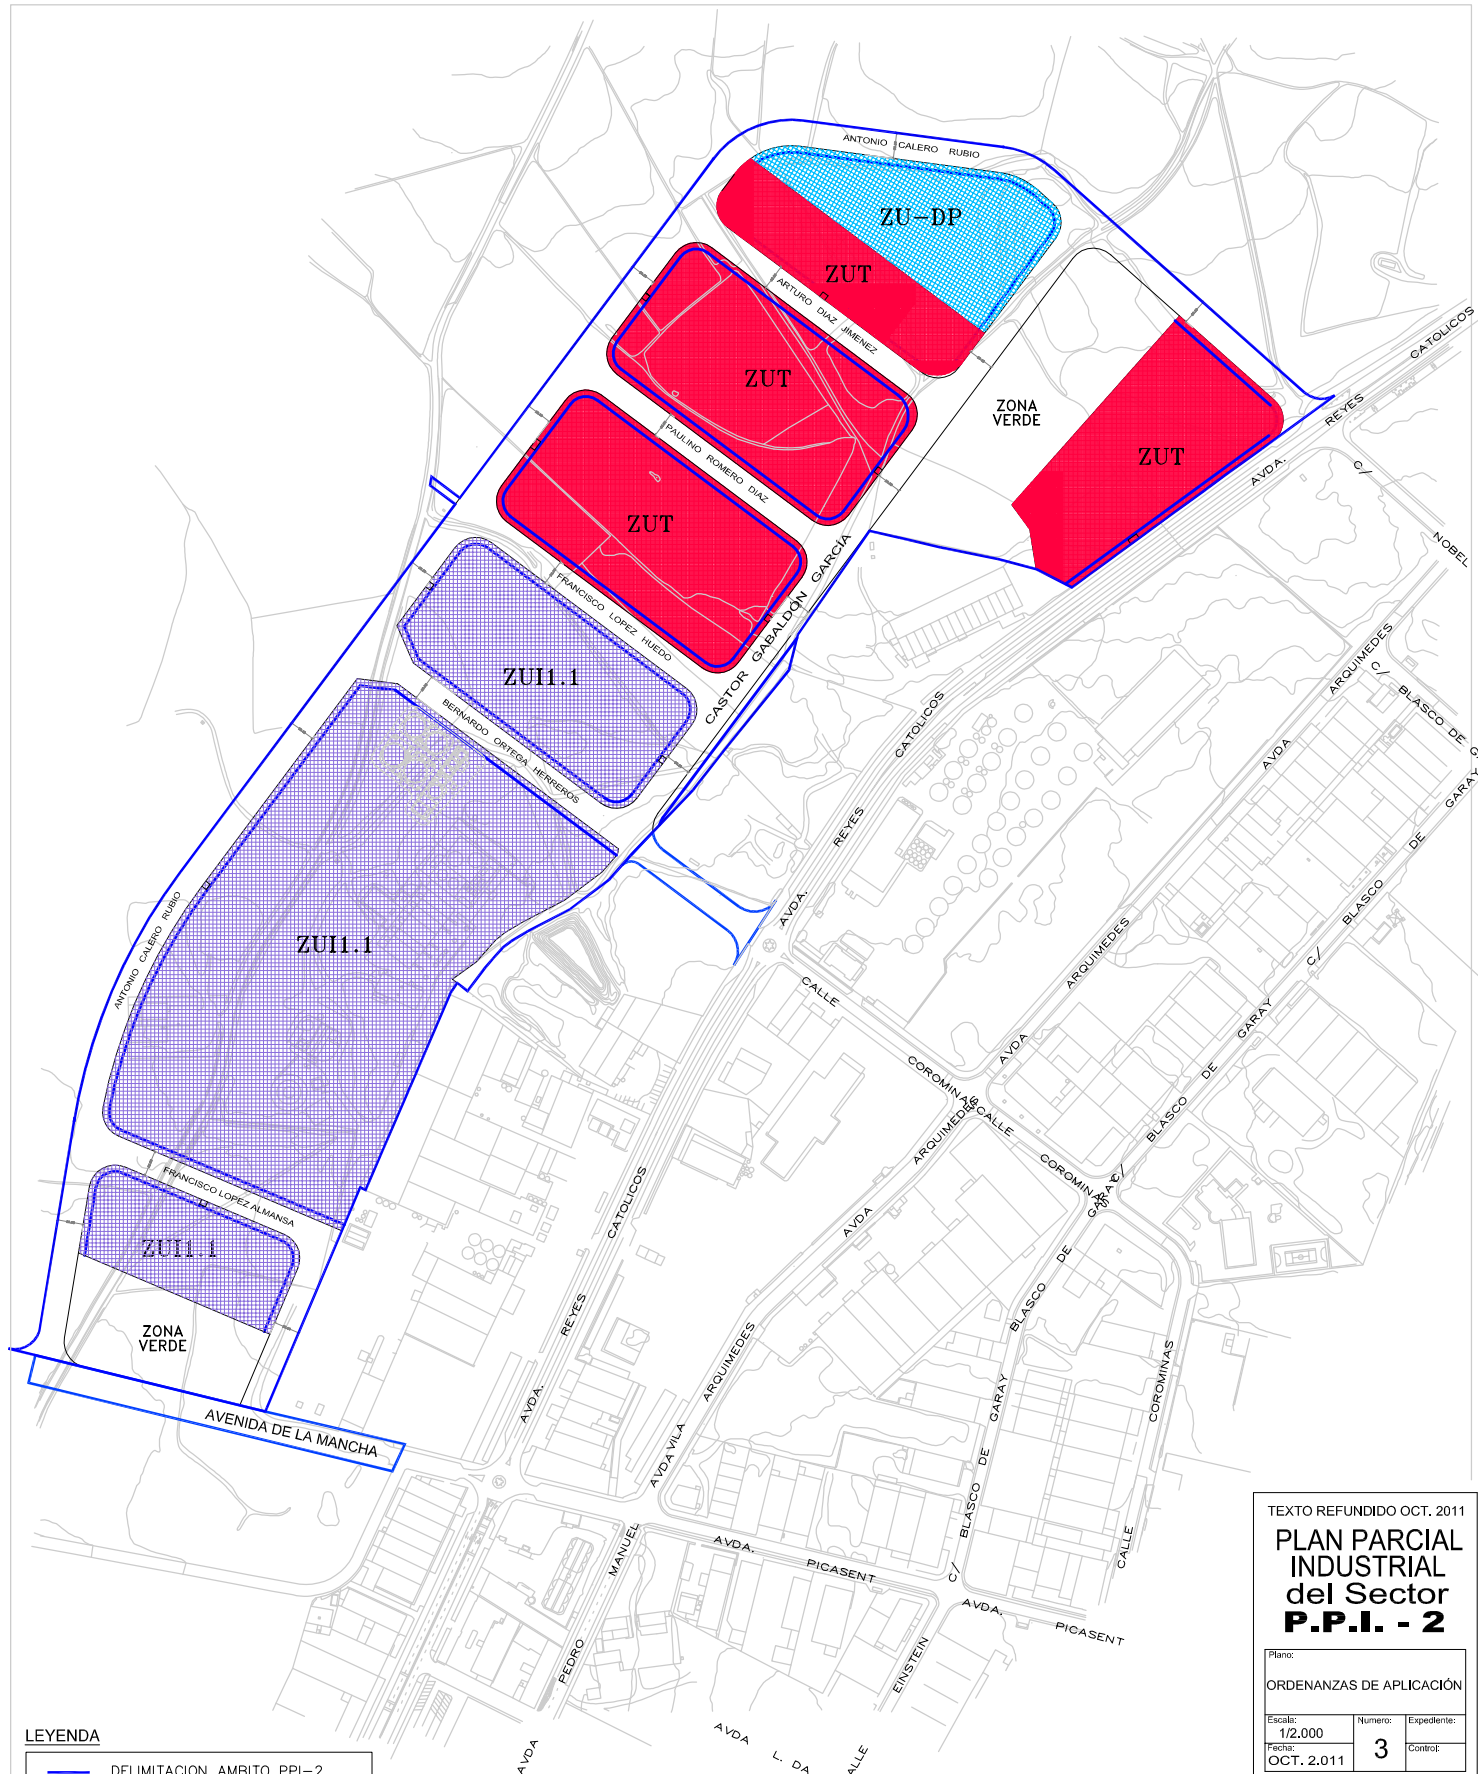 ANTONIO CALERO RUBIO
ZU-DP
ZUT
ARTURO DIAZ JIMENEZ
ZUT
ZONA
VERDE
ZUT
CATOLICOS
REYES
AVDA.
PAULINO ROMERO DIAZ
ZUT
C/
NOBEL
CASTOR GABALDÓN GARCÍA
FRANCISCO LOPEZ HUEDO
ZUI1.1
BERNARDO ORTEGA HERREROS
ARQUIMEDES
AVDA
C/ BLASCO DE G
GARAY
DE
BLASCO
C/
CATOLICOS
REYES
AVDA.
ANTONIO CALERO RUBIO
ZUI1.1
CALLE
COROMINAS
ARQUIMEDES
AVDA
CALLE
COROMINAS
GARAY
DE
BLASCO
C/
ARQUIMEDES
AVDA
FRANCISCO LOPEZ ALMANSA
ZUI1.1
ZONA
VERDE
AVENIDA DE LA MANCHA
CATOLICOS
REYES
AVDA.
GARAY
DE
BLASCO
ARQUIMEDES
AVDA VILA
GARAY
DE
BLASCO
C/
COROMINAS
CALLE
MANUEL
PEDRO
AVDA
AVDA. PICASENT
AVDA. PICASENT
EINSTEIN
ALLE
AVDA L. DA
TEXTO REFUNDIDO OCT. 2011
PLAN PARCIAL
INDUSTRIAL
del Sector
P.P.I. - 2
Plano:
ORDENANZAS DE APLICACIÓN
Escala:
1/2.000
Numero:
3
Expediente:
Fecha:
OCT. 2.011
Control:
LEYENDA
DELIMITACION AMBITO PPI-2